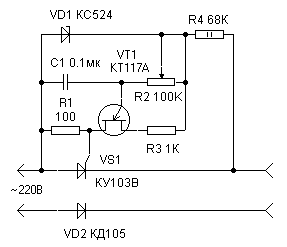 VD1 КС524
R4 68K
C1 0.1мк
VT1
КТ117А
R1
100
R2 100K
R3 1K
VS1
~220В
КУ103В
VD2 КД105